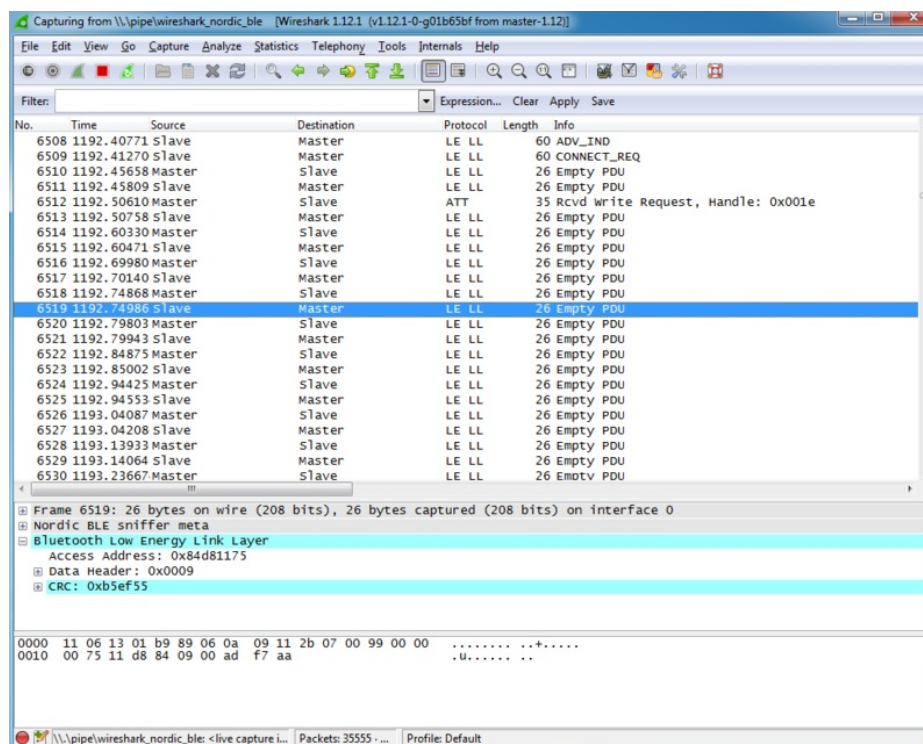 Capturing from \\.\pipe\wireshark_nordic_ble [Wireshark 1.12.1 (v1.12.1-0-g01b65bf from master-1.12)]
File Edit View Go Capture Analyze Statistics Telephony Tools Internals Help
Filter: Expression... Clear Apply Save
No. Time Source Destination Protocol Length Info
6508 1192.40771 Slave Master LE LL 60 ADV_IND
6509 1192.41270 Slave Master LE LL 60 CONNECT_REQ
6510 1192.45658 Master Slave LE LL 26 Empty PDU
6511 1192.45809 Slave Master LE LL 26 Empty PDU
6512 1192.50610 Master Slave ATT 35 Rcvd Write Request, Handle: 0x001e
6513 1192.50758 Slave Master LE LL 26 Empty PDU
6514 1192.60330 Master Slave LE LL 26 Empty PDU
6515 1192.60471 Slave Master LE LL 26 Empty PDU
6516 1192.69980 Master Slave LE LL 26 Empty PDU
6517 1192.70140 Slave Master LE LL 26 Empty PDU
6518 1192.74868 Master Slave LE LL 26 Empty PDU
6519 1192.74986 Slave Master LE LL 26 Empty PDU
6520 1192.79803 Master Slave LE LL 26 Empty PDU
6521 1192.79943 Slave Master LE LL 26 Empty PDU
6522 1192.84875 Master Slave LE LL 26 Empty PDU
6523 1192.85002 Slave Master LE LL 26 Empty PDU
6524 1192.94425 Master Slave LE LL 26 Empty PDU
6525 1192.94553 Slave Master LE LL 26 Empty PDU
6526 1193.04087 Master Slave LE LL 26 Empty PDU
6527 1193.04208 Slave Master LE LL 26 Empty PDU
6528 1193.13933 Master Slave LE LL 26 Empty PDU
6529 1193.14064 Slave Master LE LL 26 Empty PDU
6530 1193.23667 Master Slave LE LL 26 Empty PDU
Frame 6519: 26 bytes on wire (208 bits), 26 bytes captured (208 bits) on interface 0
Nordic BLE sniffer meta
Bluetooth Low Energy Link Layer
Access Address: 0x84d81175
Data Header: 0x0009
CRC: 0xb5ef55
0000 11 06 13 01 b9 89 06 0a 09 11 2b 07 00 99 00 00 ........ ..+.....
0010 00 75 11 d8 84 09 00 ad f7 aa .u...... ..
\\.\pipe\wireshark_nordic_ble: <live capture i... Packets: 35555 - ... Profile: Default